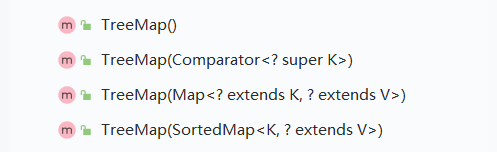 m TreeMap()
m TreeMap(Comparator<? super K>)
m TreeMap(Map<? extends K, ? extends V>)
m TreeMap(SortedMap<K, ? extends V>)